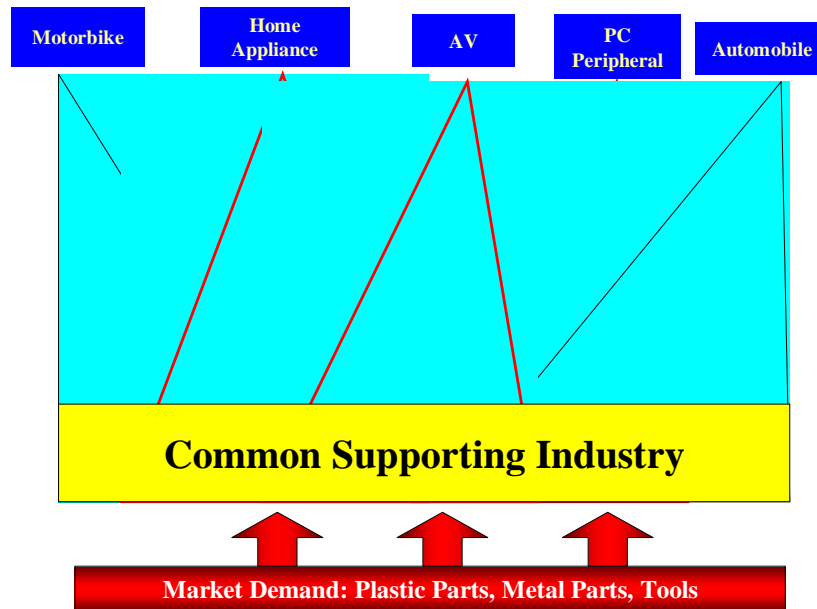 Motorbike
Home
Appliance
AV
PC
Peripheral
Automobile
Common Supporting Industry
Market Demand: Plastic Parts, Metal Parts, Tools